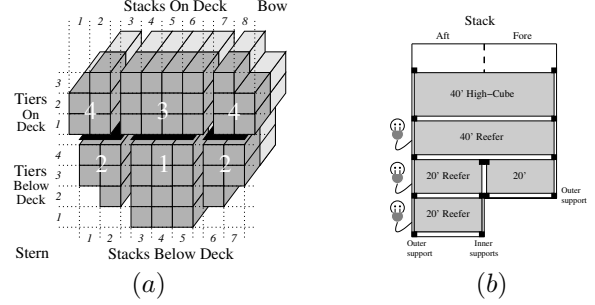 Stacks On Deck
Bow
1 2 3 4 5 6 7 8
3
2
1
Tiers
On
Deck
4 3 4
4
3
2
1
Tiers
Below
Deck
2 1 2
1 2 3 4 5 6 7
Stern
Stacks Below Deck
(a)
Stack
Aft
Fore
40' High−Cube
40' Reefer
20' Reefer
20'
20' Reefer
Outer
support
Outer
support
Inner
supports
(b)